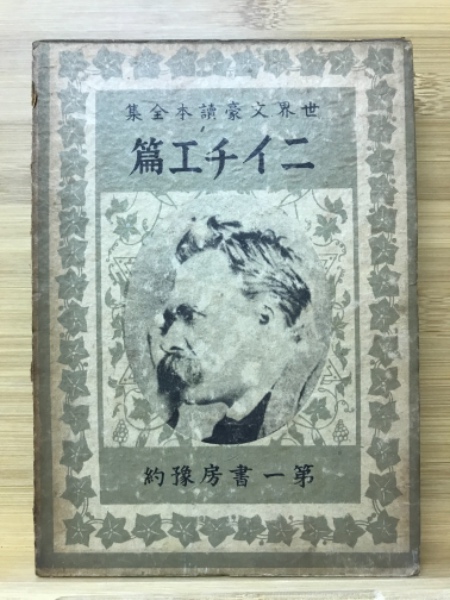 世界文豪讀本全集
ニイチエ篇
第一書房豫約